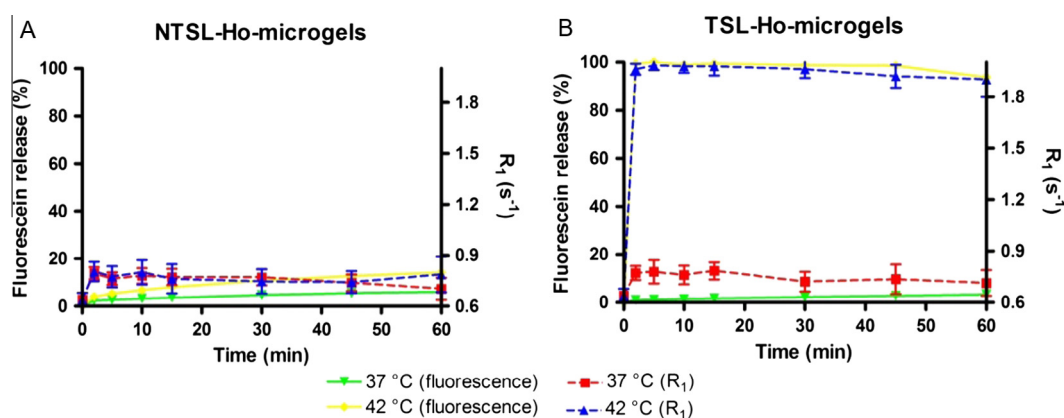 A
NTSL-Ho-microgels
Fluorescein release (%)
100
80
60
40
20
0
1.8
1.5
1.2
0.9
0.6
R1 (s-1)
0 10 20 30 40 50 60
Time (min)
B
TSL-Ho-microgels
Fluorescein release (%)
100
80
60
40
20
0
1.8
1.5
1.2
0.9
0.6
R1 (s-1)
0 10 20 30 40 50 60
Time (min)
37 °C (fluorescence)
42 °C (fluorescence)
37 °C (R1)
42 °C (R1)